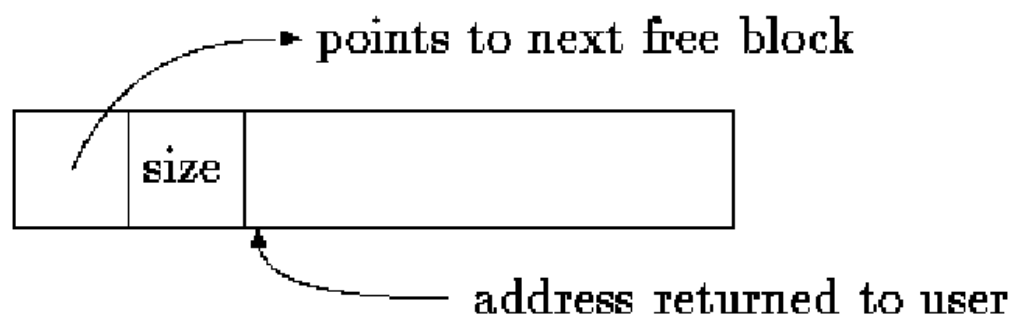 points to next free block
size
address returned to user